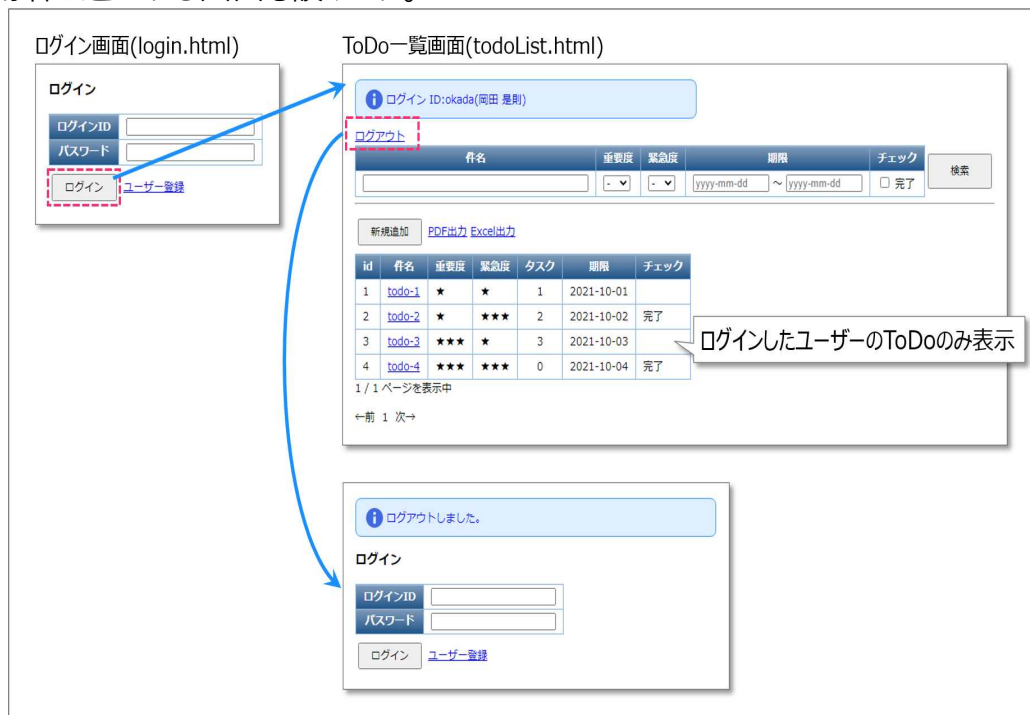 ログイン画面(login.html)
ToDo一覧画面(todoList.html)
ログイン
ログインID
パスワード
ログイン ユーザー登録
ログイン ID:okada(岡田 是則)
ログアウト
件名 重要度 緊急度 期限 チェック
- - yyyy-mm-dd ～ yyyy-mm-dd 完了 検索
新規追加 PDF出力 Excel出力
id 件名 重要度 緊急度 タスク 期限 チェック
1 todo-1 ★ ★ 1 2021-10-01
2 todo-2 ★ ★★★ 2 2021-10-02 完了
3 todo-3 ★★★ ★ 3 2021-10-03
4 todo-4 ★★★ ★★★ 0 2021-10-04 完了
ログインしたユーザーのToDoのみ表示
1 / 1 ページを表示中
←前 1 次→
ログアウトしました。
ログイン
ログインID
パスワード
ログイン ユーザー登録